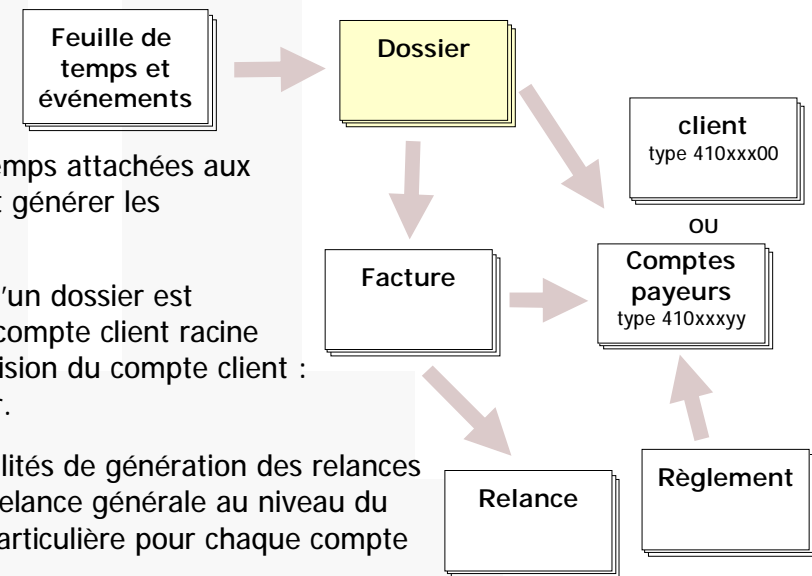 Feuille de
temps et
événements
Dossier
client
type 410xxx00
OU
Comptes
payeurs
type 410xxxyy
Facture
Relance
Règlement
emps attachées aux
t générer les
'un dossier est
compte client racine
ision du compte client :
r.
lités de génération des relances
elance générale au niveau du
articulière pour chaque compte